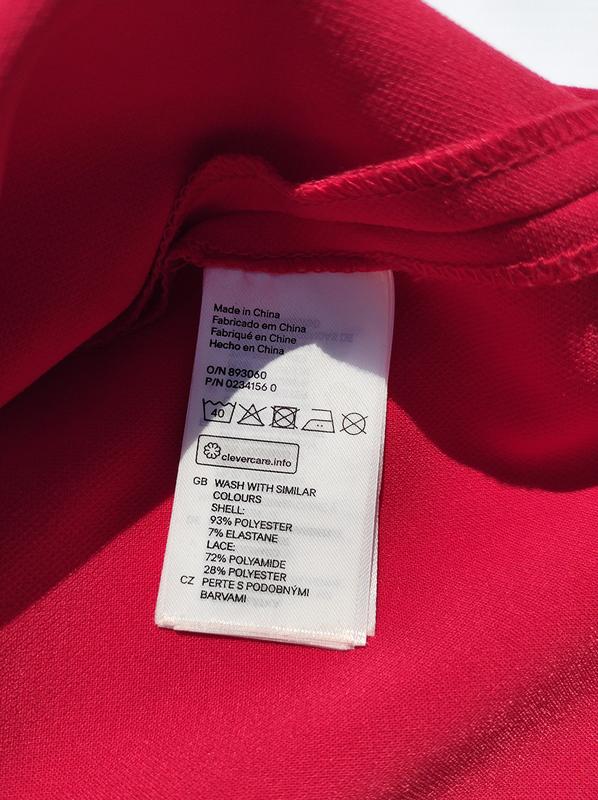 Made in China
Fabricado em China
Fabriqué en Chine
Hecho en China
O/N 893060
P/N 0234156 0
40
clevercare.info
GB WASH WITH SIMILAR
COLOURS
SHELL:
93% POLYESTER
7% ELASTANE
LACE:
72% POLYAMIDE
28% POLYESTER
CZ PERTE S PODOBNÝMI
BARVAMI